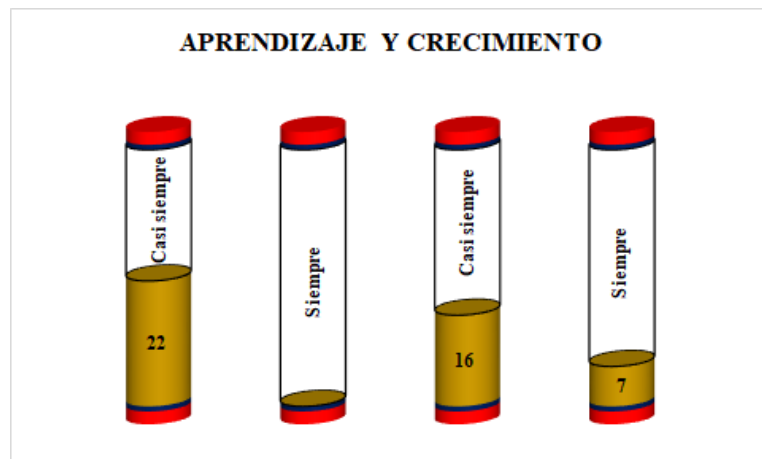 APRENDIZAJE Y CRECIMIENTO
Casi siempre
22
Siempre
Casi siempre
16
Siempre
7